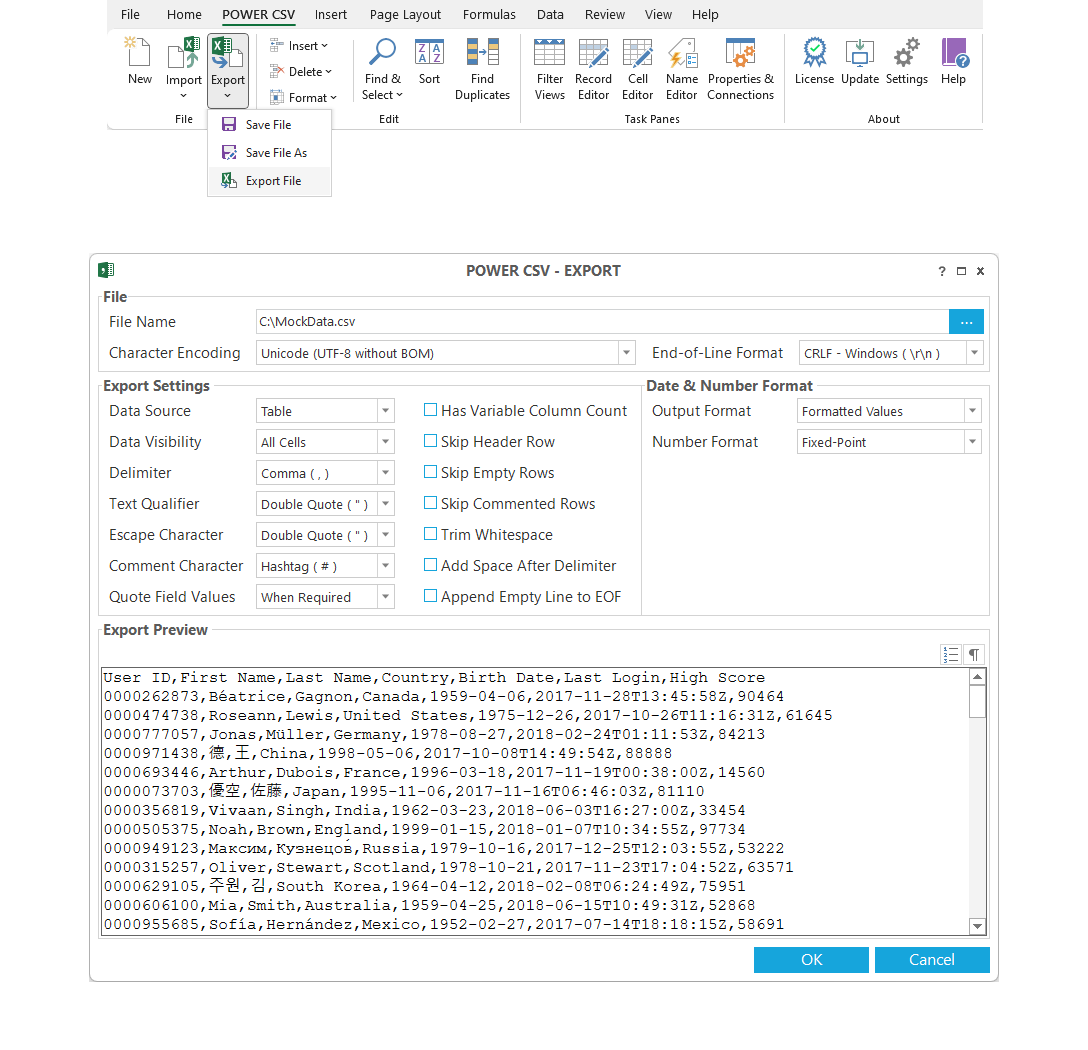 File Home POWER CSV Insert Page Layout Formulas Data Review View Help
New Import Export Insert Delete Format Find & Select Sort Find Duplicates Filter Views Record Editor Cell Editor Name Editor Properties & Connections License Update Settings Help
File Edit Task Panes About
Save File
Save File As
Export File
POWER CSV - EXPORT
File
File Name C:\MockData.csv ...
Character Encoding Unicode (UTF-8 without BOM) End-of-Line Format CRLF - Windows ( \r\n )
Export Settings Date & Number Format
Data Source Table Has Variable Column Count Output Format Formatted Values
Data Visibility All Cells Skip Header Row Number Format Fixed-Point
Delimiter Comma ( , ) Skip Empty Rows
Text Qualifier Double Quote ( " ) Skip Commented Rows
Escape Character Double Quote ( " ) Trim Whitespace
Comment Character Hashtag ( # ) Add Space After Delimiter
Quote Field Values When Required Append Empty Line to EOF
Export Preview
User ID,First Name,Last Name,Country,Birth Date,Last Login,High Score
0000262873,Béatrice,Gagnon,Canada,1959-04-06,2017-11-28T13:45:58Z,90464
0000474738,Roseann,Lewis,United States,1975-12-26,2017-10-26T11:16:31Z,61645
0000777057,Jonas,Müller,Germany,1978-08-27,2018-02-24T01:11:53Z,84213
0000971438,德,王,China,1998-05-06,2017-10-08T14:49:54Z,88888
0000693446,Arthur,Dubois,France,1996-03-18,2017-11-19T00:38:00Z,14560
0000073703,優空,佐藤,Japan,1995-11-06,2017-11-16T06:46:03Z,81110
0000356819,Vivaan,Singh,India,1962-03-23,2018-06-03T16:27:00Z,33454
0000505375,Noah,Brown,England,1999-01-15,2018-01-07T10:34:55Z,97734
0000949123,Максим,Кузнецо́в,Russia,1979-10-16,2017-12-25T12:03:55Z,53222
0000315257,Oliver,Stewart,Scotland,1978-10-21,2017-11-23T17:04:52Z,63571
0000629105,주원,김,South Korea,1964-04-12,2018-02-08T06:24:49Z,75951
0000606100,Mia,Smith,Australia,1959-04-25,2018-06-15T10:49:31Z,52868
0000955685,Sofía,Hernández,Mexico,1952-02-27,2017-07-14T18:18:15Z,58691
OK Cancel